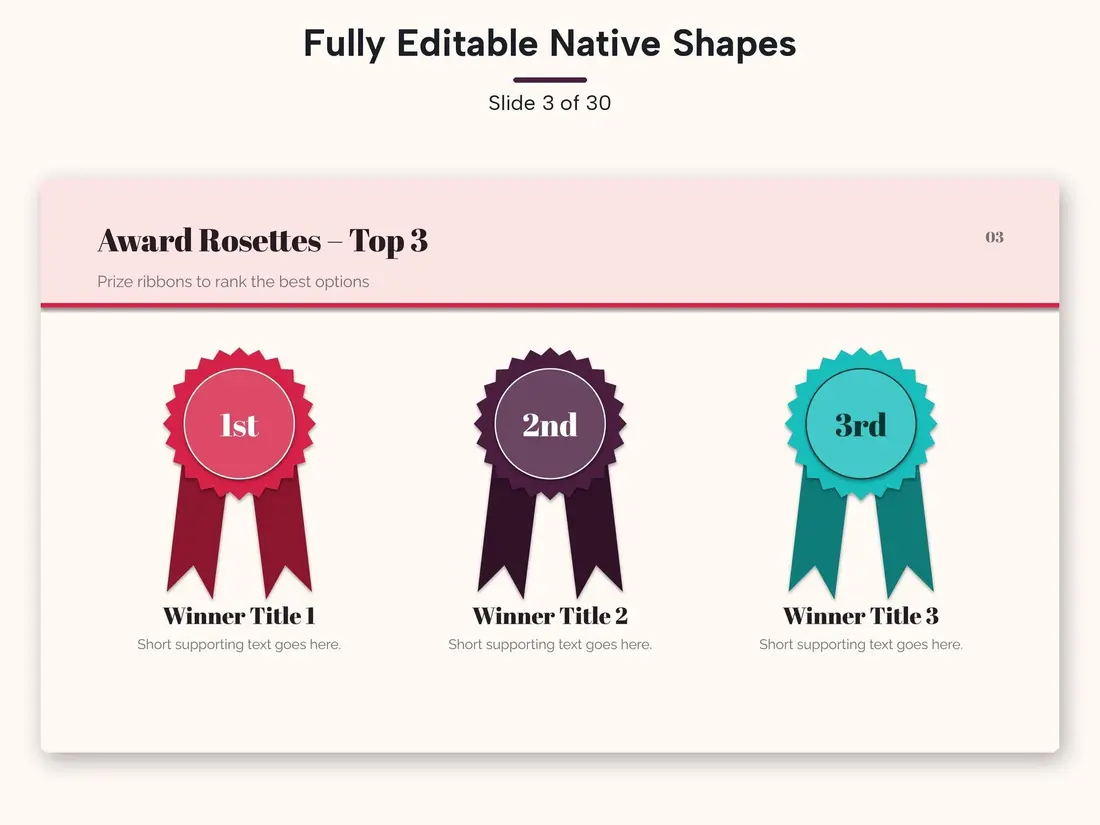 Fully Editable Native Shapes
Slide 3 of 30
Award Rosettes – Top 3
03
Prize ribbons to rank the best options
1st
2nd
3rd
Winner Title 1
Winner Title 2
Winner Title 3
Short supporting text goes here.
Short supporting text goes here.
Short supporting text goes here.